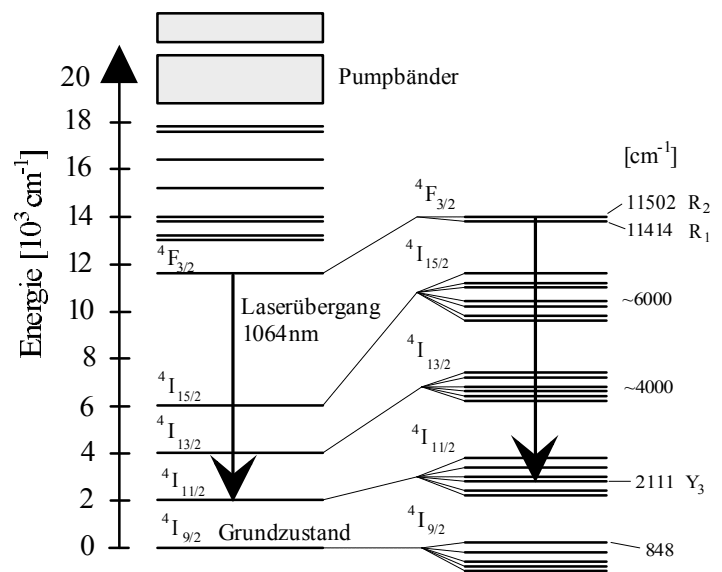 Energie [10³ cm⁻¹]
20
18
16
14
12
10
8
6
4
2
0
Pumpbänder
⁴F₃/₂
Laserübergang
1064nm
⁴I₁₅/₂
⁴I₁₃/₂
⁴I₁₁/₂
⁴I₉/₂ Grundzustand
[cm⁻¹]
⁴F₃/₂
11502 R₂
11414 R₁
⁴I₁₅/₂
~6000
⁴I₁₃/₂
~4000
⁴I₁₁/₂
2111 Y₃
⁴I₉/₂
848